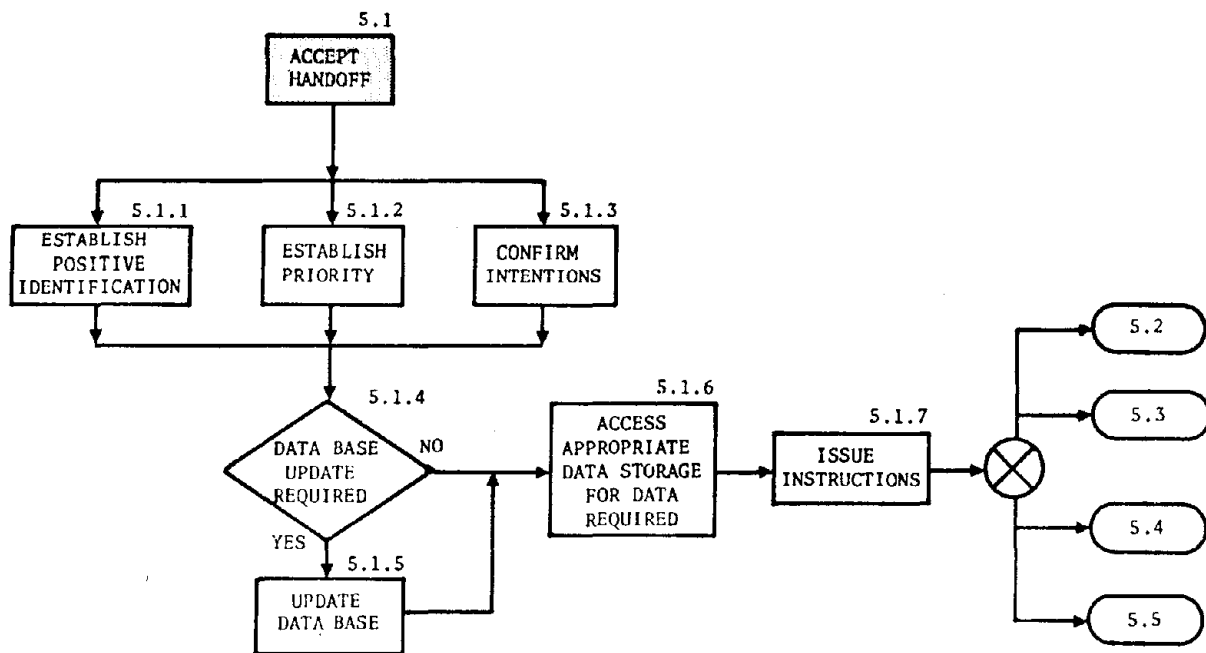 5.1
ACCEPT
HANDOFF
5.1.1
ESTABLISH
POSITIVE
IDENTIFICATION
5.1.2
ESTABLISH
PRIORITY
5.1.3
CONFIRM
INTENTIONS
5.1.4
DATA BASE
UPDATE
REQUIRED
NO
YES
5.1.5
UPDATE
DATA BASE
5.1.6
ACCESS
APPROPRIATE
DATA STORAGE
FOR DATA
REQUIRED
5.1.7
ISSUE
INSTRUCTIONS
5.2
5.3
5.4
5.5